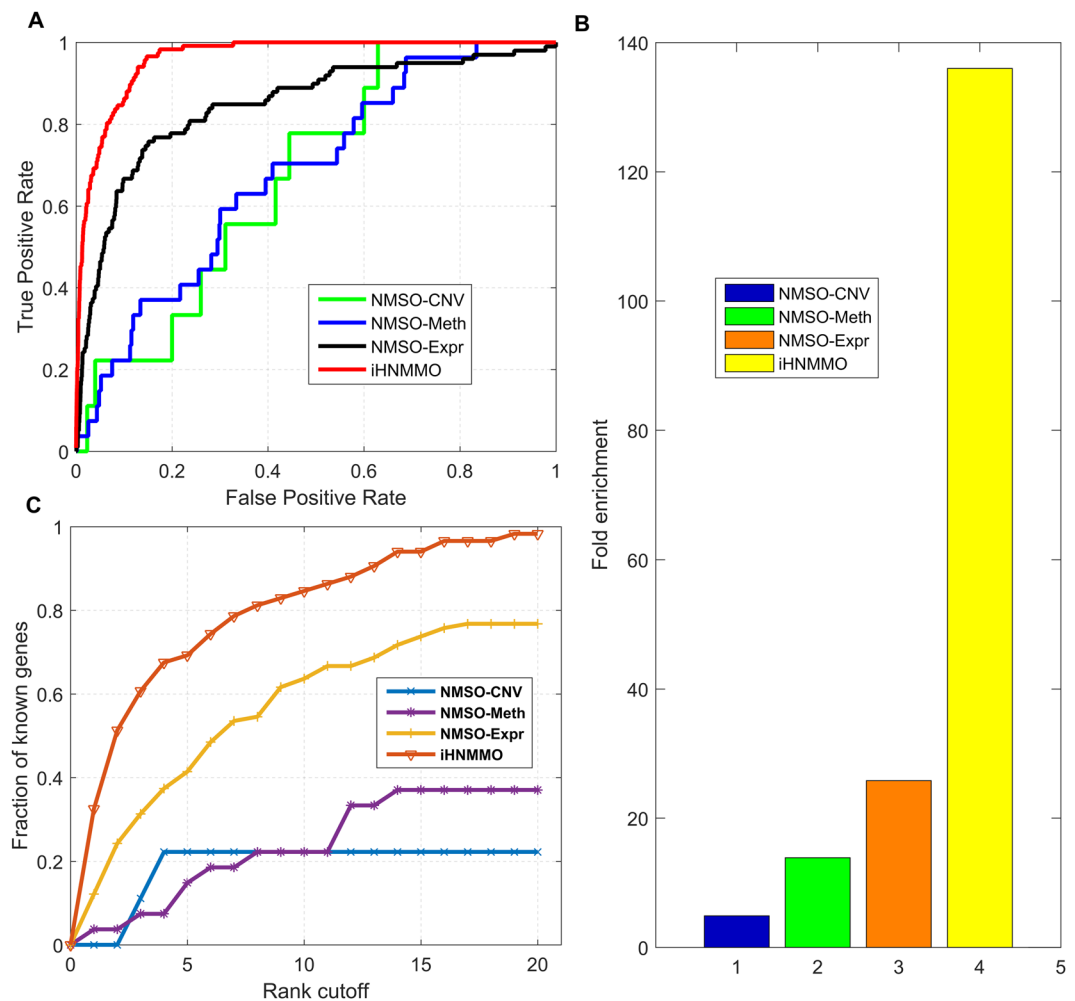 A
True Positive Rate
1
0.8
0.6
0.4
0.2
0
0
0.2
0.4
0.6
0.8
1
False Positive Rate
NMSO-CNV
NMSO-Meth
NMSO-Expr
iHNMMO
B
Fold enrichment
140
120
100
80
60
40
20
0
1
2
3
4
5
NMSO-CNV
NMSO-Meth
NMSO-Expr
iHNMMO
C
Fraction of known genes
1
0.8
0.6
0.4
0.2
0
0
5
10
15
20
Rank cutoff
NMSO-CNV
NMSO-Meth
NMSO-Expr
iHNMMO